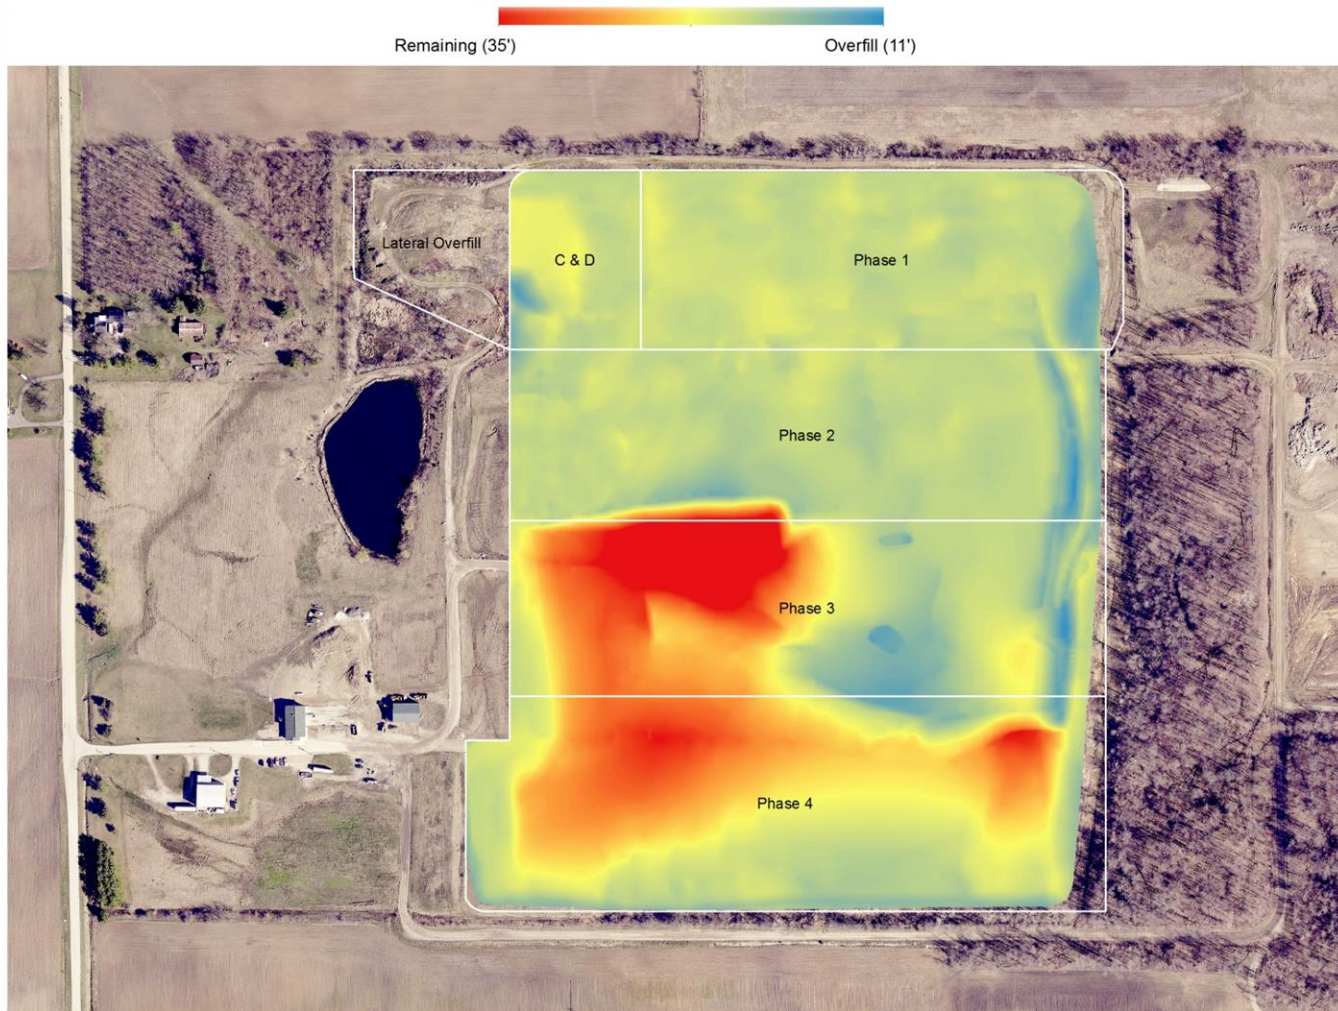 Remaining (35')
Overfill (11')
Lateral Overfill
C & D
Phase 1
Phase 2
Phase 3
Phase 4